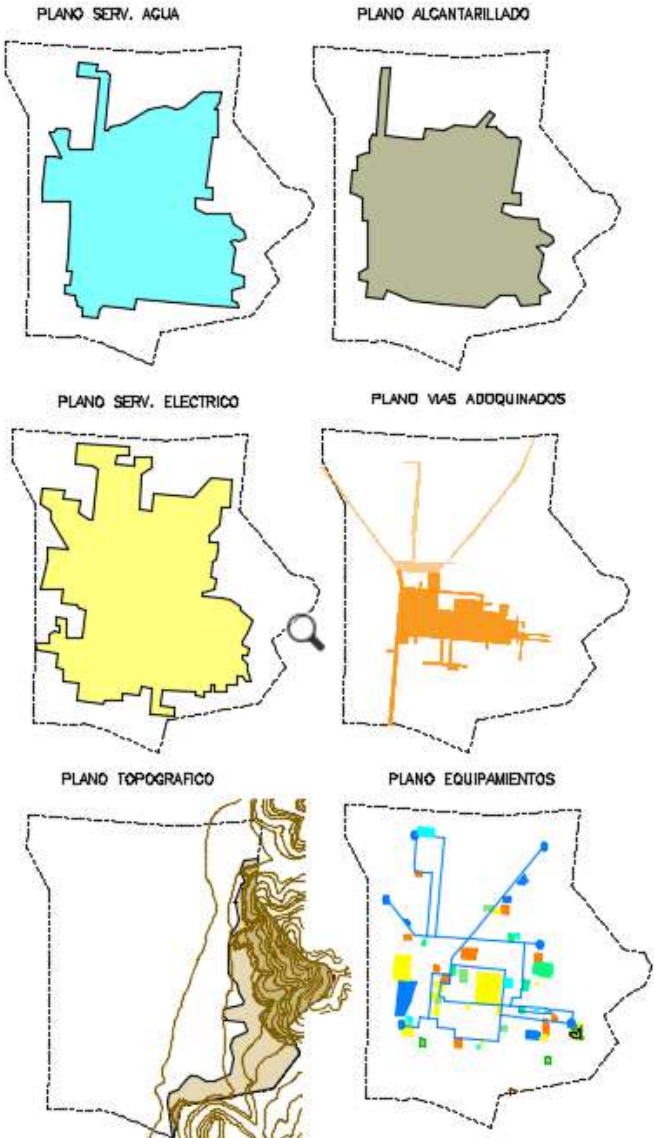 PLANO SERV. AGUA
PLANO ALCANTARILLADO
PLANO SERV. ELECTRICO
PLANO VIAS ADOQUINADOS
PLANO TOPOGRAFICO
PLANO EQUIPAMIENTOS